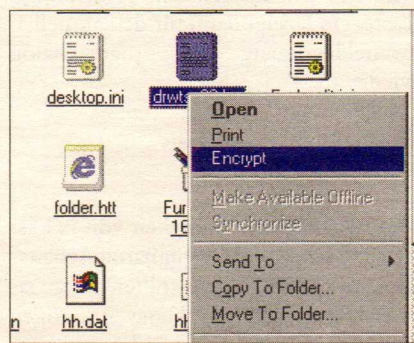 desktop.ini
Open
Print
Encrypt
folder.htt
Make Available Offline
Synchronize
Send To
Copy To Folder...
Move To Folder...
hh.dat